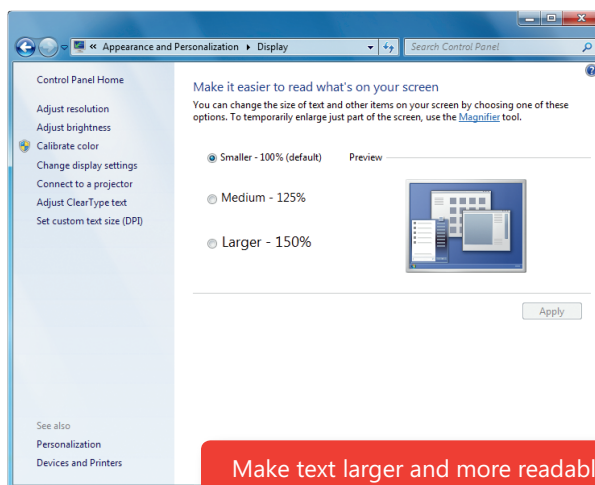 « Appearance and Personalization ▸ Display
Search Control Panel
Control Panel Home
Adjust resolution
Adjust brightness
Calibrate color
Change display settings
Connect to a projector
Adjust ClearType text
Set custom text size (DPI)
See also
Personalization
Devices and Printers
Make it easier to read what's on your screen
You can change the size of text and other items on your screen by choosing one of these
options. To temporarily enlarge just part of the screen, use the Magnifier tool.
Smaller - 100% (default) Preview
Medium - 125%
Larger - 150%
Apply
Make text larger and more readabl